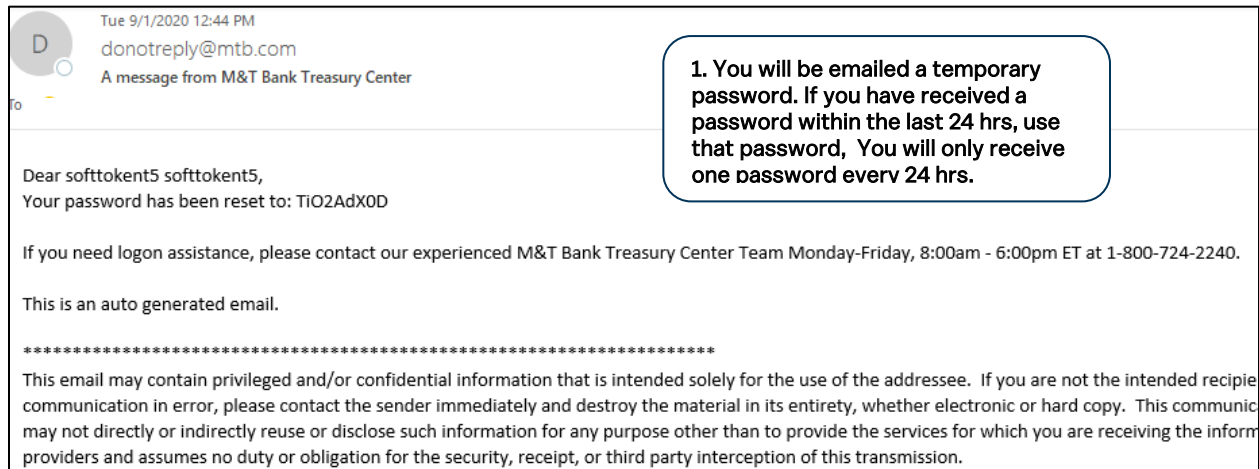 Tue 9/1/2020 12:44 PM
D
donotreply@mtb.com
A message from M&T Bank Treasury Center
To
1. You will be emailed a temporary
password. If you have received a
password within the last 24 hrs, use
that password, You will only receive
one password every 24 hrs.
Dear softtokent5 softtokent5,
Your password has been reset to: TiO2AdX0D
If you need logon assistance, please contact our experienced M&T Bank Treasury Center Team Monday-Friday, 8:00am - 6:00pm ET at 1-800-724-2240.
This is an auto generated email.
**********************************************************************
This email may contain privileged and/or confidential information that is intended solely for the use of the addressee.  If you are not the intended recipie
communication in error, please contact the sender immediately and destroy the material in its entirety, whether electronic or hard copy.  This communic
may not directly or indirectly reuse or disclose such information for any purpose other than to provide the services for which you are receiving the inform
providers and assumes no duty or obligation for the security, receipt, or third party interception of this transmission.